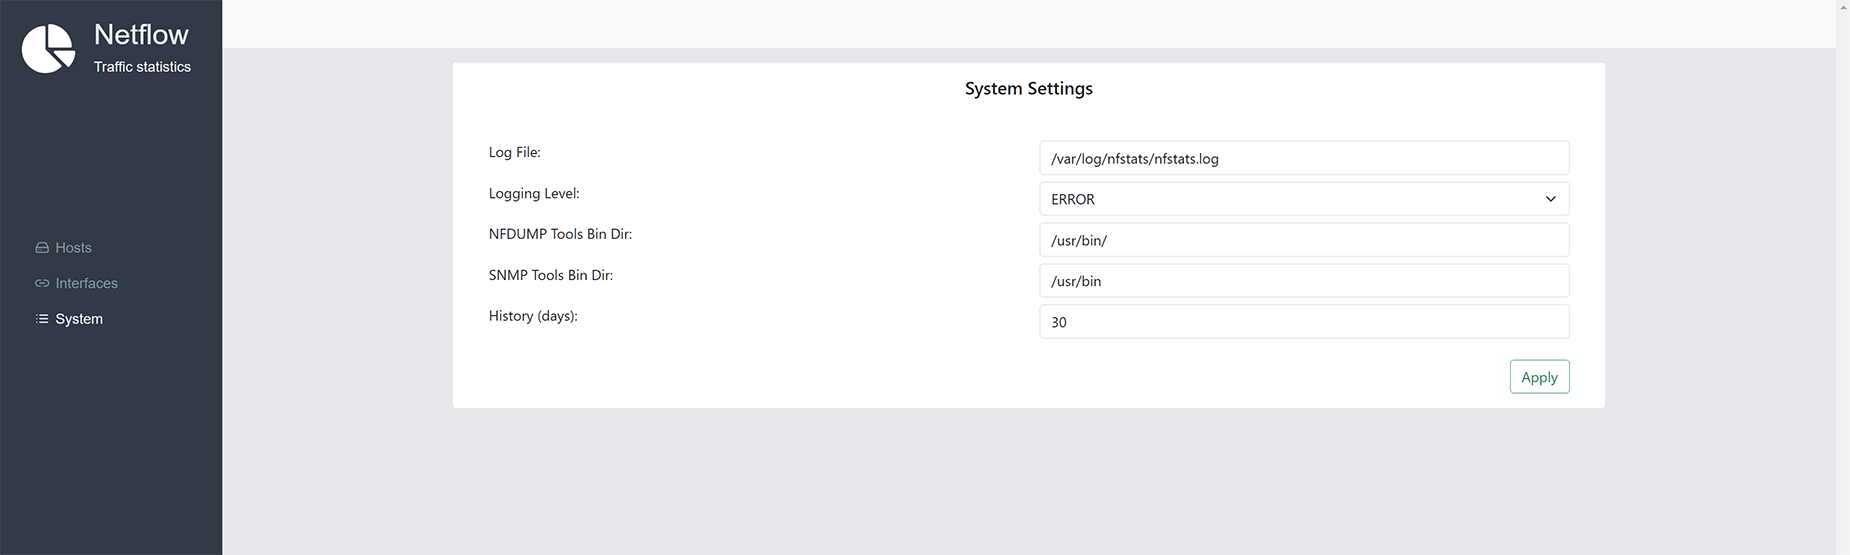 Netflow
Traffic statistics
Hosts
Interfaces
System
System Settings
Log File:
/var/log/nfstats/nfstats.log
Logging Level:
ERROR
NFDUMP Tools Bin Dir:
/usr/bin/
SNMP Tools Bin Dir:
/usr/bin
History (days):
30
Apply